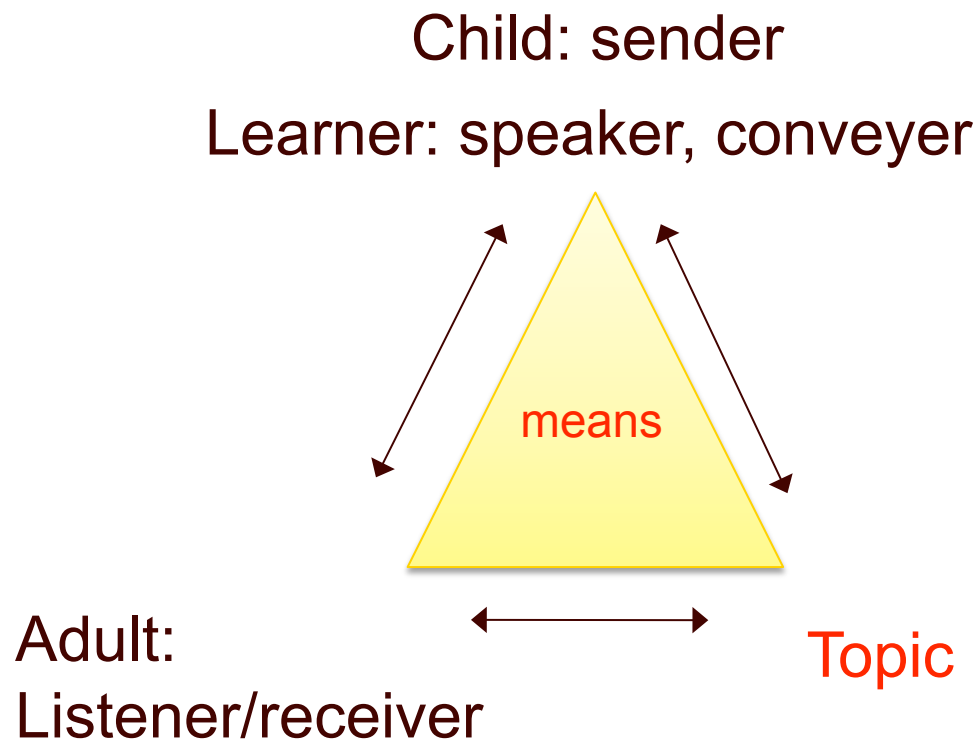 Child: sender
Learner: speaker, conveyer
means
Adult:
Listener/receiver
Topic